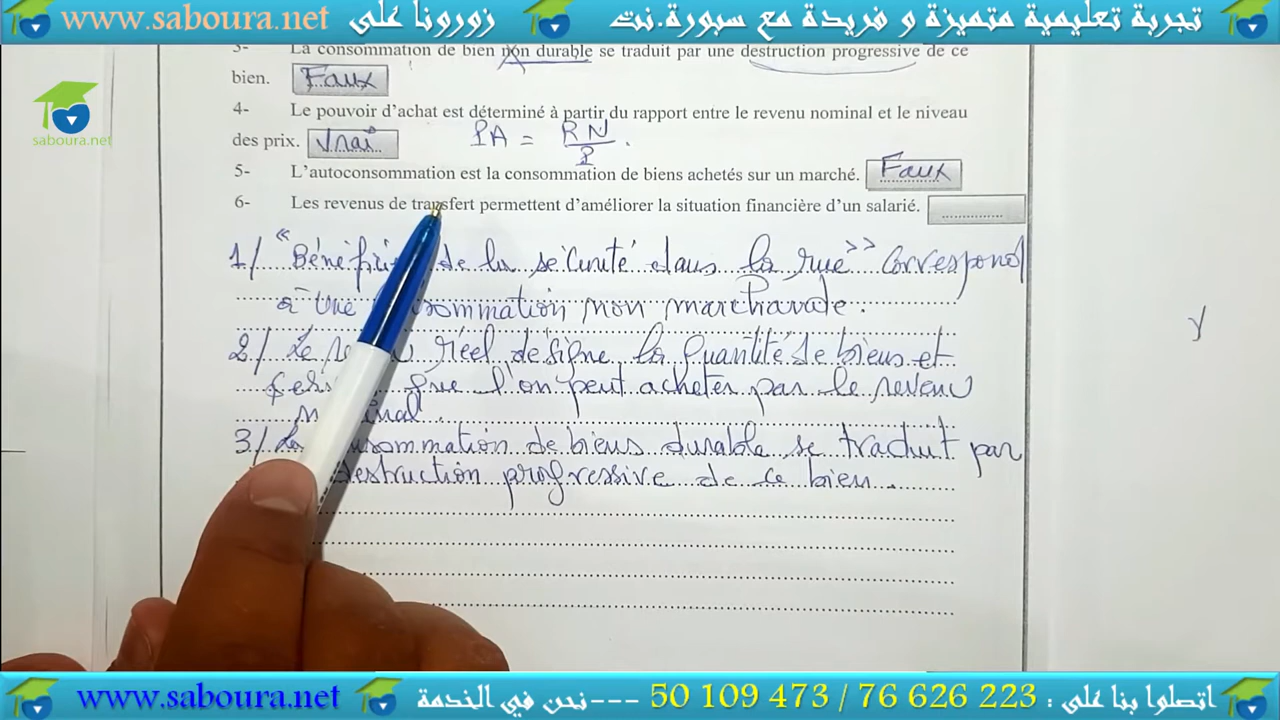 www.saboura.net زورونا على تجربة تعليمية متميزة و فريدة مع سبورة.نت
saboura.net
3- La consommation de bien non durable se traduit par une destruction progressive de ce
bien. Faux
4- Le pouvoir d'achat est déterminé à partir du rapport entre le revenu nominal et le niveau
des prix. Vrai PA = RN
P
5- L'autoconsommation est la consommation de biens achetés sur un marché. Faux
6- Les revenus de transfert permettent d'améliorer la situation financière d'un salarié.
1/ "Bénéfi de la sécurité dans la rue" correspond
à une sommation non marchande.
2/ Le réel désigne la quantité de biens et
que l'on peut acheter par le revenu
nal.
3/ La sommation de biens durable se traduit par
destruction progressive de ce bien.
www.saboura.net اتصلوا بنا على : 50 109 473 / 76 626 223 ---نحن في الخدمة